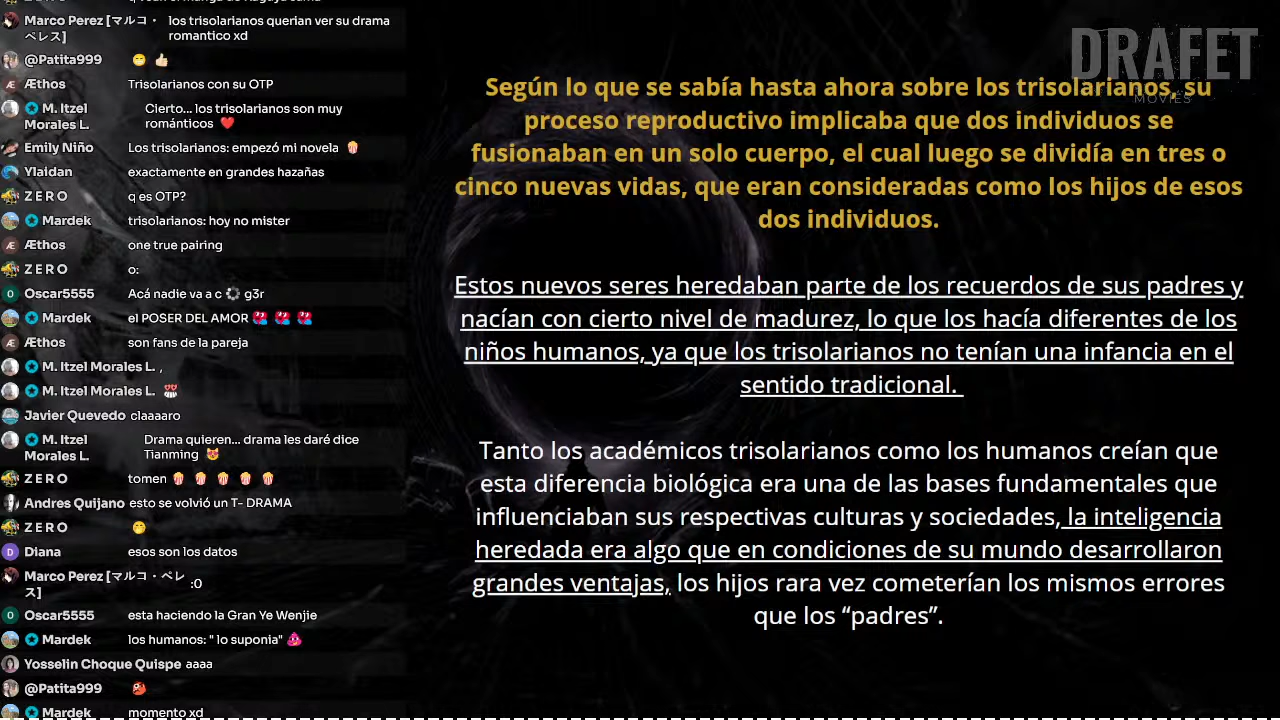 Marco Perez [マルコ・ los trisolarianos querian ver su drama
ペレス] romantico xd
@Patita999 😁 👍🏻
Æthos Trisolarianos con su OTP
M. Itzel Cierto... los trisolarianos son muy
Morales L. románticos ❤️
Emily Niño Los trisolarianos: empezó mi novela 🍿
Ylaidan exactamente en grandes hazañas
Z E R O q es OTP?
Mardek trisolarianos: hoy no mister
Æthos one true pairing
Z E R O o:
Oscar5555 Acá nadie va a c g3r
Mardek el POSER DEL AMOR
Æthos son fans de la pareja
M. Itzel Morales L. ,
M. Itzel Morales L.
Javier Quevedo claaaaro
M. Itzel Drama quieren... drama les daré dice
Morales L. Tianming 😻
Z E R O tomen 🍿 🍿 🍿 🍿 🍿
Andres Quijano esto se volvió un T- DRAMA
Z E R O 🤭
Diana esos son los datos
Marco Perez [マルコ・ペレ :0
ス]
Oscar5555 esta haciendo la Gran Ye Wenjie
Mardek los humanos: " lo suponia"
Yosselin Choque Quispe aaaa
@Patita999
Mardek momento xd
DRAFET
MOVIES
Según lo que se sabía hasta ahora sobre los trisolarianos, su
proceso reproductivo implicaba que dos individuos se
fusionaban en un solo cuerpo, el cual luego se dividía en tres o
cinco nuevas vidas, que eran consideradas como los hijos de esos
dos individuos.
Estos nuevos seres heredaban parte de los recuerdos de sus padres y
nacían con cierto nivel de madurez, lo que los hacía diferentes de los
niños humanos, ya que los trisolarianos no tenían una infancia en el
sentido tradicional.
Tanto los académicos trisolarianos como los humanos creían que
esta diferencia biológica era una de las bases fundamentales que
influenciaban sus respectivas culturas y sociedades, la inteligencia
heredada era algo que en condiciones de su mundo desarrollaron
grandes ventajas, los hijos rara vez cometerían los mismos errores
que los “padres”.